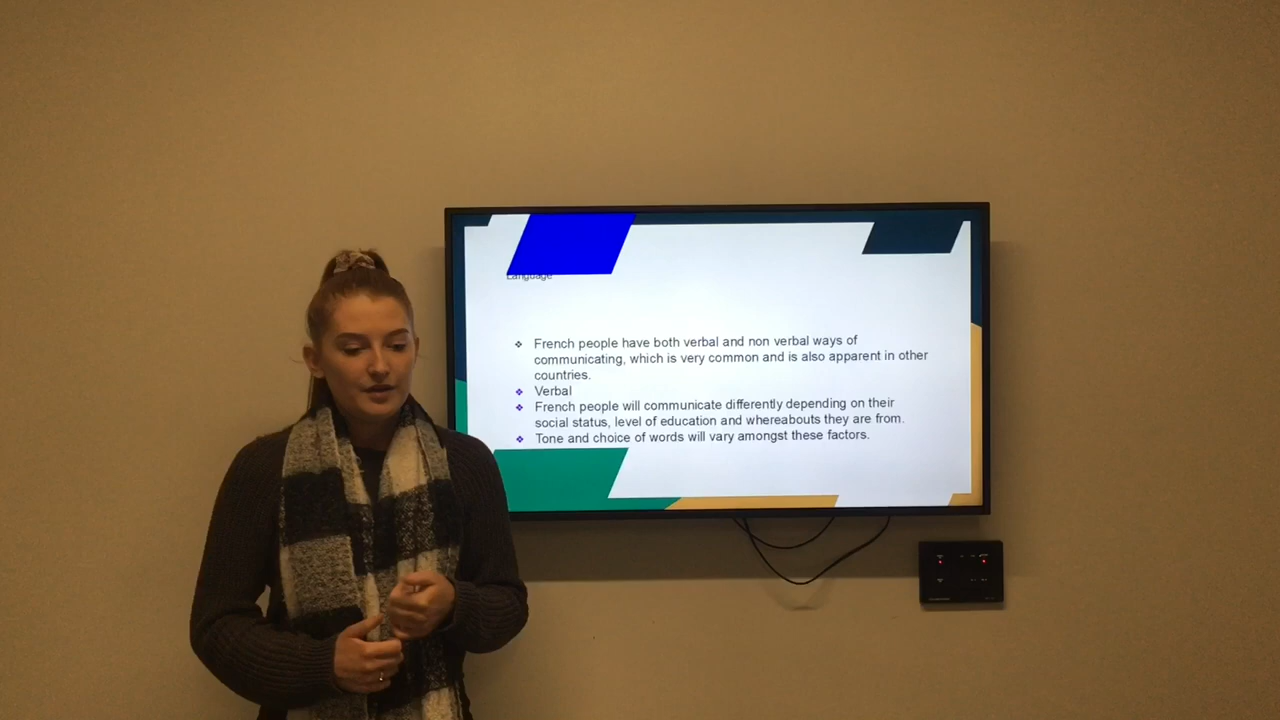 Language
❖ French people have both verbal and non verbal ways of
communicating, which is very common and is also apparent in other
countries.
❖ Verbal
❖ French people will communicate differently depending on their
social status, level of education and whereabouts they are from.
❖ Tone and choice of words will vary amongst these factors.